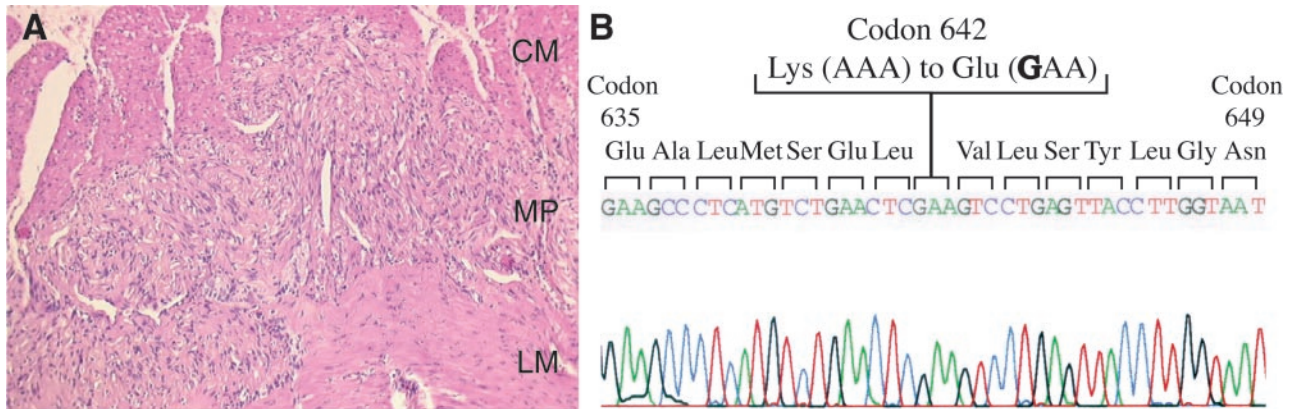 A
CM
MP
LM
B
Codon 642
Lys (AAA) to Glu (GAA)
Codon
635
Codon
649
Glu Ala Leu Met Ser Glu Leu Val Leu Ser Tyr Leu Gly Asn
GAAGCCCTCATGTCTGAACTCGAAGTCCTGAGTTACCTTGGTAAT